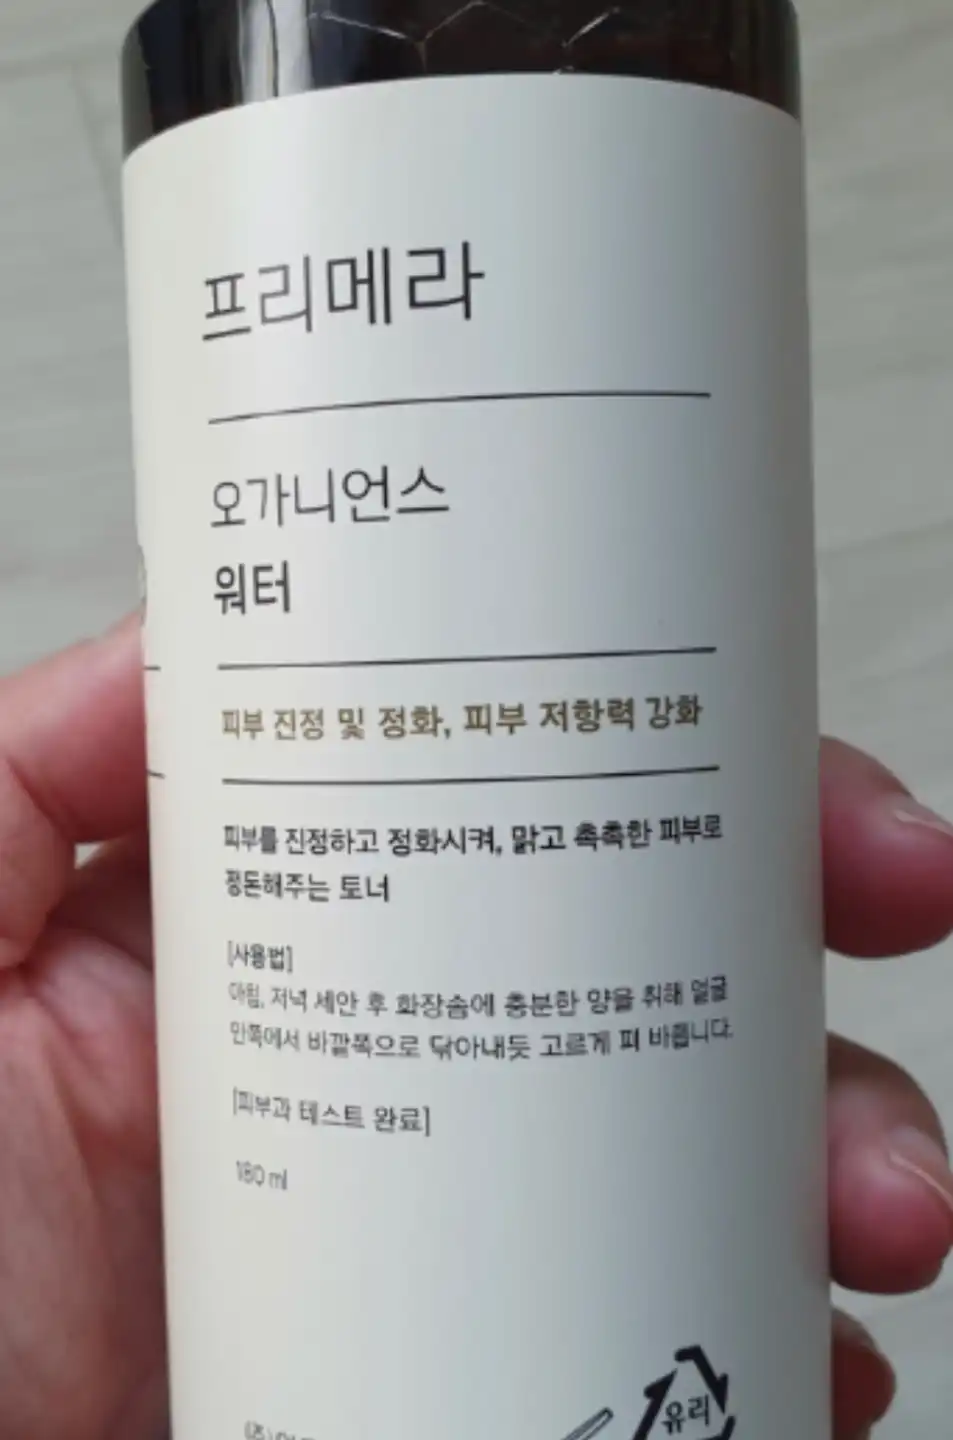 프리메라
오가니언스
워터
피부 진정 및 정화, 피부 저항력 강화
피부를 진정하고 정화시켜, 맑고 촉촉한 피부로
정돈해주는 토너
[사용법]
아침, 저녁 세안 후 화장솜에 충분한 양을 취해 얼굴
안쪽에서 바깥쪽으로 닦아내듯 고르게 펴 바릅니다.
[피부과 테스트 완료]
180 ml
유리